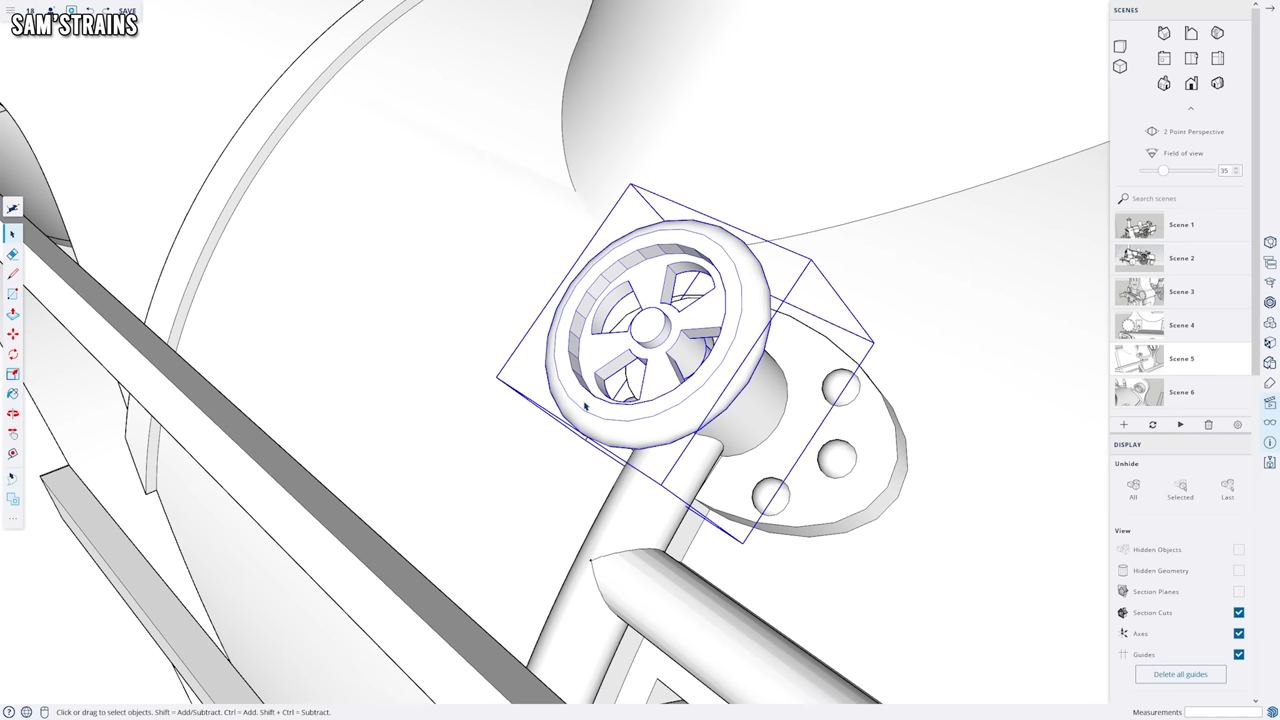 18
SAVE
SAM'STRAINS
SCENES
2 Point Perspective
Field of view
35
Search scenes
Scene 1
Scene 2
Scene 3
Scene 4
Scene 5
Scene 6
DISPLAY
Unhide
All
Selected
Last
View
Hidden Objects
Hidden Geometry
Section Planes
Section Cuts
Axes
Guides
Delete all guides
Click or drag to select objects. Shift = Add/Subtract. Ctrl = Add. Shift + Ctrl = Subtract.
Measurements